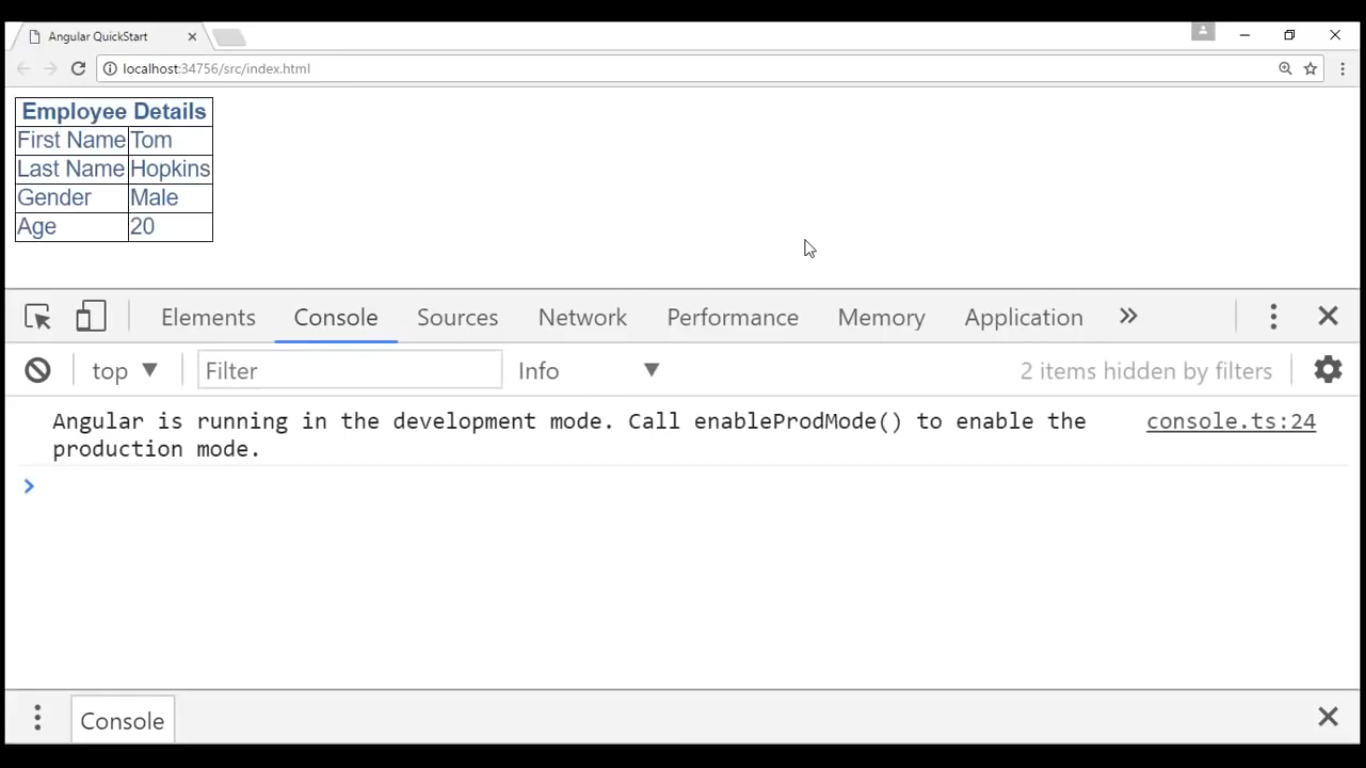 Angular QuickStart
localhost:34756/src/index.html
Employee Details
First Name Tom
Last Name Hopkins
Gender Male
Age 20
Elements Console Sources Network Performance Memory Application »
top Filter Info 2 items hidden by filters
Angular is running in the development mode. Call enableProdMode() to enable the console.ts:24
production mode.
Console